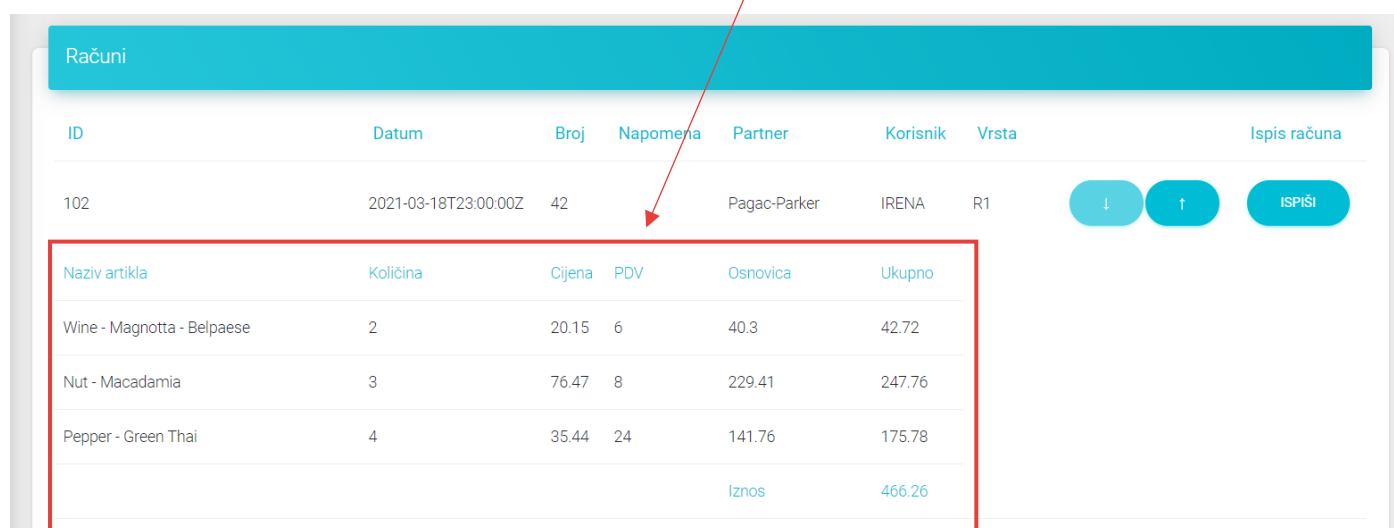 Računi
ID Datum Broj Napomena Partner Korisnik Vrsta Ispis računa
102 2021-03-18T23:00:00Z 42 Pagac-Parker IRENA R1 ↓ ↑ ISPIŠI
Naziv artikla Količina Cijena PDV Osnovica Ukupno
Wine - Magnotta - Belpaese 2 20.15 6 40.3 42.72
Nut - Macadamia 3 76.47 8 229.41 247.76
Pepper - Green Thai 4 35.44 24 141.76 175.78
Iznos 466.26